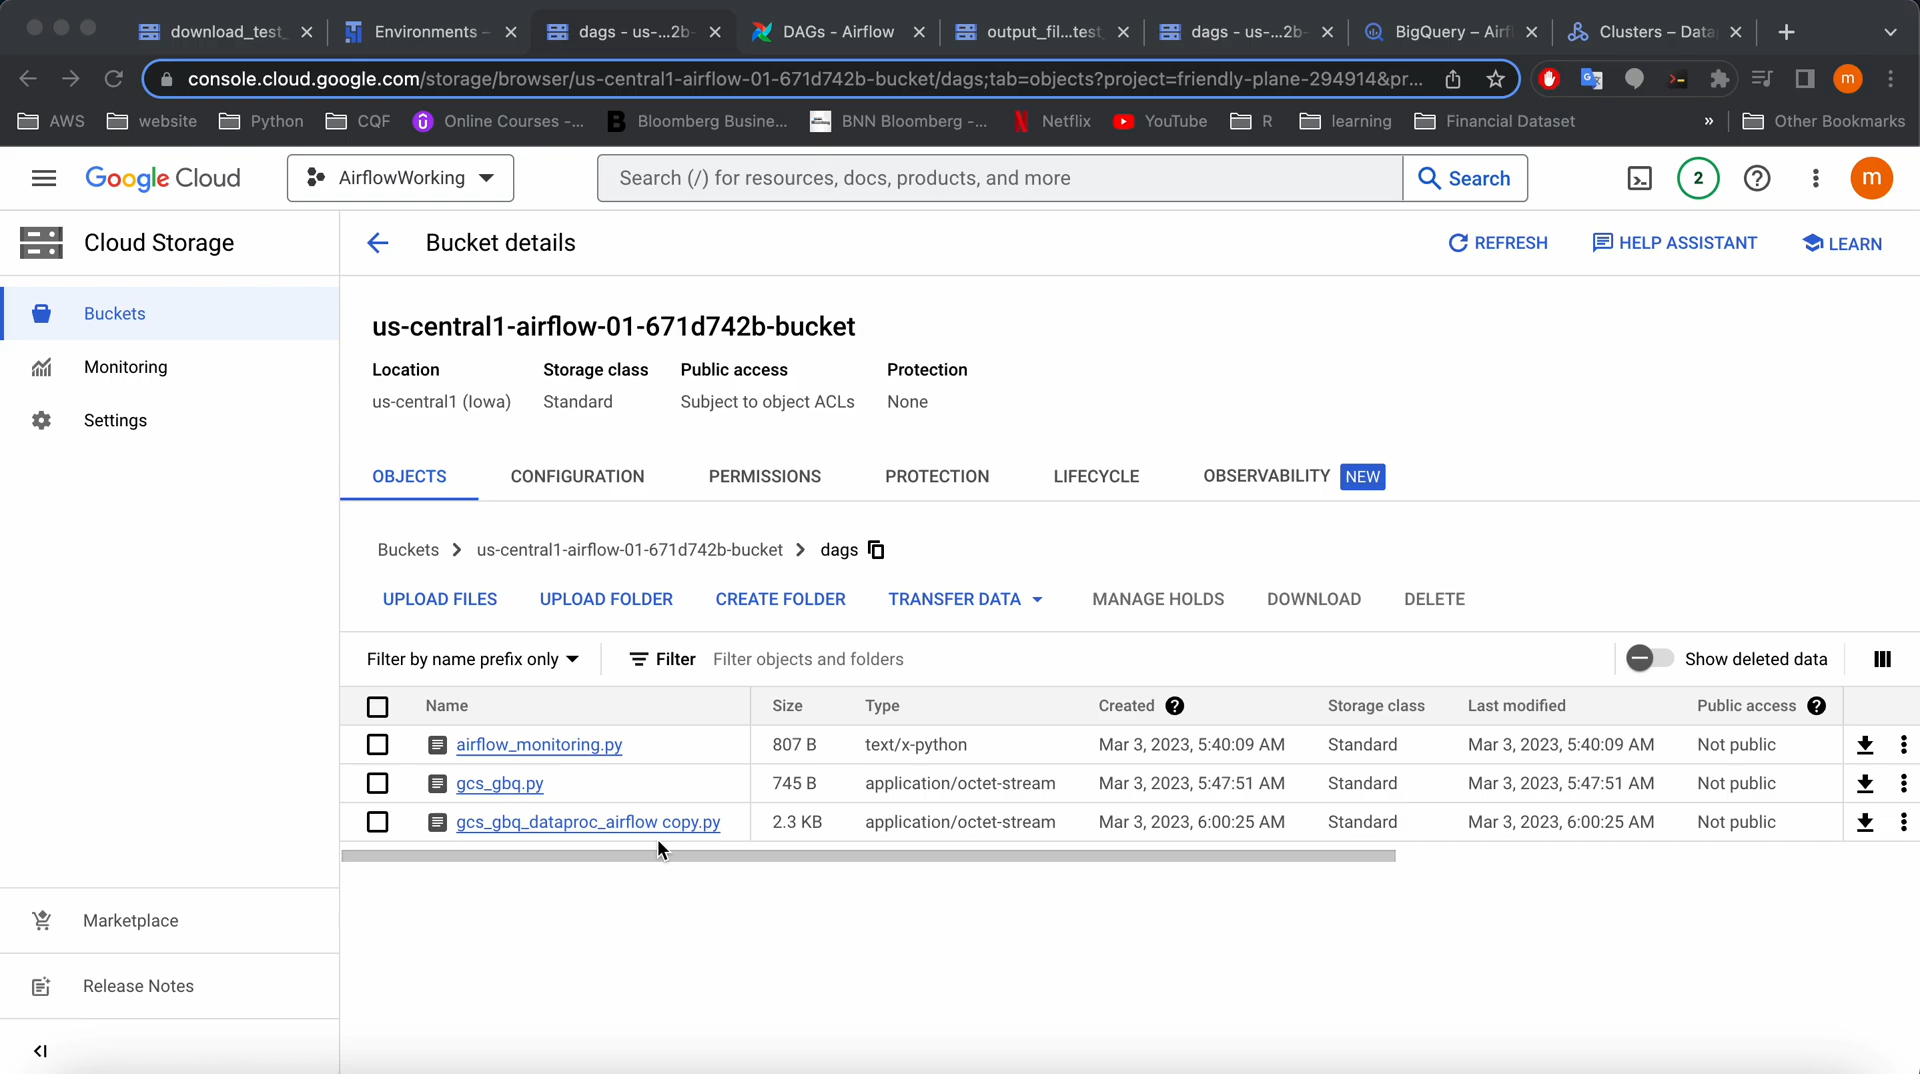 download_test_
Environments -
dags - us-...2b-
DAGs - Airflow
output_fil...test_
dags - us-...2b-
BigQuery – Airf
Clusters – Data
console.cloud.google.com/storage/browser/us-central1-airflow-01-671d742b-bucket/dags;tab=objects?project=friendly-plane-294914&pr...
m
AWS
website
Python
CQF
Online Courses -...
Bloomberg Busine...
BNN Bloomberg -...
Netflix
YouTube
R
learning
Financial Dataset
»
Other Bookmarks
Google Cloud
AirflowWorking
Search (/) for resources, docs, products, and more
Search
2
m
Cloud Storage
Bucket details
REFRESH
HELP ASSISTANT
LEARN
Buckets
Monitoring
Settings
us-central1-airflow-01-671d742b-bucket
Location Storage class Public access Protection
us-central1 (Iowa) Standard Subject to object ACLs None
OBJECTS CONFIGURATION PERMISSIONS PROTECTION LIFECYCLE OBSERVABILITY NEW
Buckets > us-central1-airflow-01-671d742b-bucket > dags
UPLOAD FILES UPLOAD FOLDER CREATE FOLDER TRANSFER DATA MANAGE HOLDS DOWNLOAD DELETE
Filter by name prefix only Filter Filter objects and folders Show deleted data
Name Size Type Created Storage class Last modified Public access
airflow_monitoring.py 807 B text/x-python Mar 3, 2023, 5:40:09 AM Standard Mar 3, 2023, 5:40:09 AM Not public
gcs_gbq.py 745 B application/octet-stream Mar 3, 2023, 5:47:51 AM Standard Mar 3, 2023, 5:47:51 AM Not public
gcs_gbq_dataproc_airflow copy.py 2.3 KB application/octet-stream Mar 3, 2023, 6:00:25 AM Standard Mar 3, 2023, 6:00:25 AM Not public
Marketplace
Release Notes